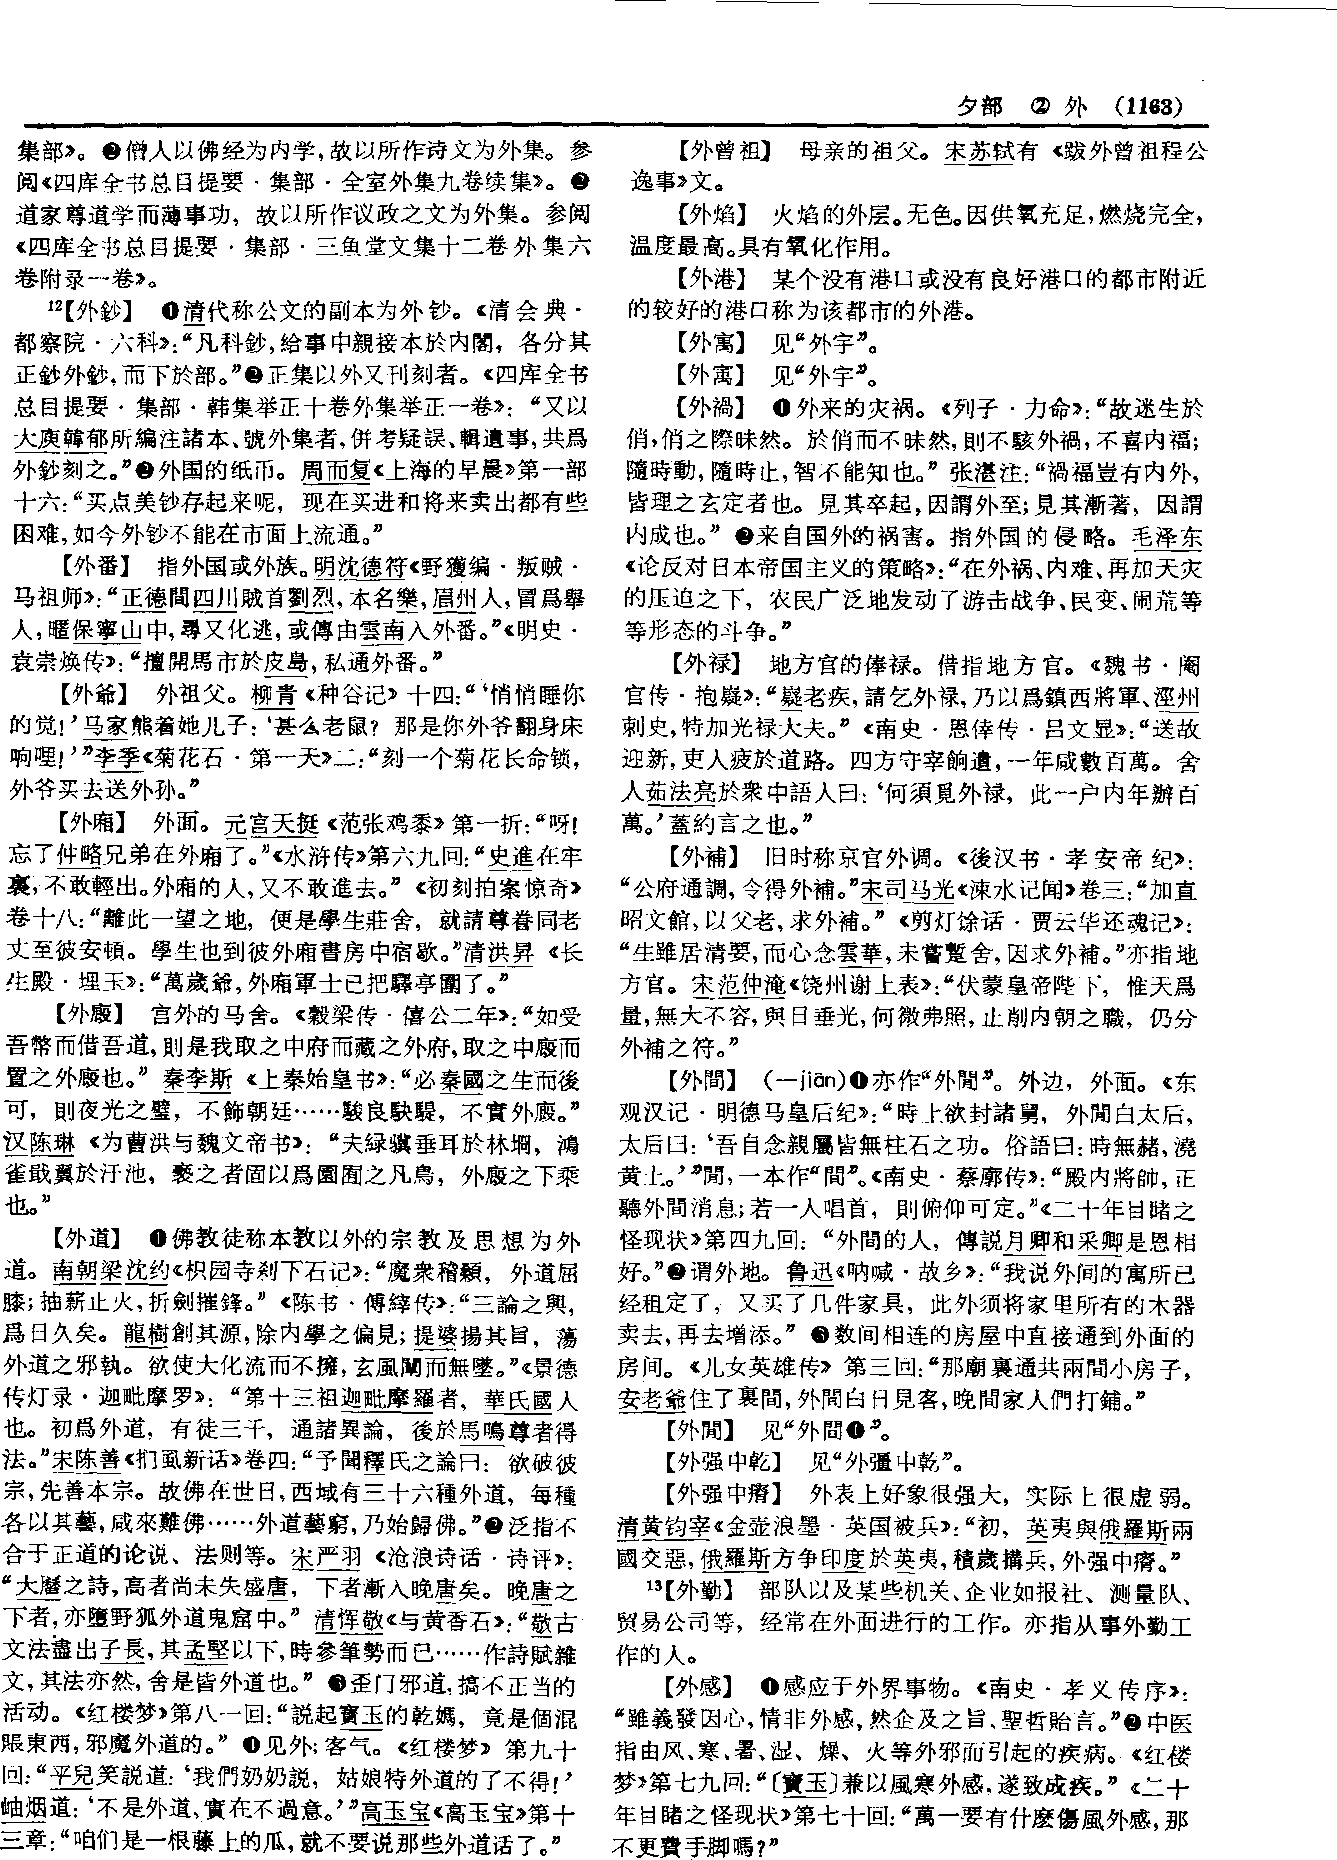 夕部 ② 外 (1163)
集部》。❷僧人以佛经为内学,故以所作诗文为外集。参
阅《四库全书总目提要·集部·全室外集九卷续集》。❷
道家尊道学而薄事功，故以所作议政之文为外集。参阅
《四库全书总目提要·集部·三鱼堂文集十二卷外集六
卷附录一卷》。
12【外鈔】 ❶清代称公文的副本为外钞。《清会典·
都察院·六科》:“凡科鈔,給事中親接本於内閣，各分其
正鈔外鈔,而下於部。”❷正集以外又刊刻者。《四库全书
总目提要·集部·韩集举正十卷外集举正一卷》：“又以
大庾韓郁所編注諸本、號外集者,併考疑誤、輯遺事,共爲
外鈔刻之。”❷外国的纸币。周而复《上海的早晨》第一部
十六:“买点美钞存起来呢，现在买进和将来卖出都有些
困难,如今外钞不能在市面上流通。”
【外番】 指外国或外族。明沈德符《野獲编·叛贼·
马祖师》:“正德間四川賊首劉烈,本名樂,眉州人,冒爲舉
人,匿保寧山中,尋又化逃,或傳由雲南入外番。”《明史·
袁崇焕传》:“擅開馬市於皮島,私通外番。”
【外爺】 外祖父。柳青《种谷记》十四:“‘悄悄睡你
的觉!’马家熊着她儿子:‘甚么老鼠? 那是你外爷翻身床
响哩!’”李季《菊花石·第一天》二:“刻一个菊花长命锁,
外爷买去送外孙。”
【外廂】 外面。元宫天挺《范张鸡黍》第一折:“呀!
忘了仲略兄弟在外廂了。”《水浒传》第六九回:“史進在牢
裏,不敢輕出。外廂的人,又不敢進去。”《初刻拍案惊奇》
卷十八:“離此一望之地，便是學生莊舍，就請尊眷同老
丈至彼安頓。學生也到彼外廂書房中宿歇。”清洪昇《长
生殿·埋玉》:“萬歲爺,外廂軍士已把驛亭圍了。”
【外廄】 宫外的马舍。《穀梁传·僖公二年》:“如受
吾幣而借吾道,則是我取之中府而藏之外府,取之中廄而
置之外廄也。” 秦李斯《上秦始皇书》:“必秦國之生而後
可，則夜光之璧，不飾朝廷……駿良駃騠，不實外廄。”
汉陈琳《为曹洪与魏文帝书》：“夫緑骥垂耳於林坰，鴻
雀戢翼於汙池，褻之者固以爲園囿之凡鳥，外廄之下乘
也。”
【外道】 ❶佛教徒称本教以外的宗教及思想为外
道。南朝梁沈约《枳园寺刹下石记》:“魔衆稽顙，外道屈
膝;抽薪止火,折劍摧鋒。”《陈书·傅縡传》:“三論之興,
爲日久矣。龍樹創其源,除内學之偏見;提婆揚其旨，蕩
外道之邪執。欲使大化流而不擁,玄風闡而無墜。”《景德
传灯录·迦毗摩罗》：“第十三祖迦毗摩羅者，華氏國人
也。初爲外道，有徒三千，通諸異論，後於馬鳴尊者得
法。”宋陈善《扪虱新话》卷四:“予聞釋氏之論曰：欲破彼
宗,先善本宗。故佛在世日,西域有三十六種外道，每種
各以其藝,咸來難佛……外道藝窮,乃始歸佛。”❷泛指不
合于正道的论说、法则等。宋严羽《沧浪诗话·诗评》:
“大曆之詩,高者尚未失盛唐，下者漸入晚唐矣。晚唐之
下者,亦墮野狐外道鬼窟中。” 清恽敬《与黄香石》:“敬古
文法盡出子長,其孟堅以下,時參筆勢而已……作詩賦雜
文,其法亦然,舍是皆外道也。” ❸歪门邪道,搞不正当的
活动。《红楼梦》第八一回:“説起寶玉的乾媽，竟是個混
賬東西,邪魔外道的。” ❹见外;客气。《红楼梦》第九十
回:“平兒笑說道:‘我們奶奶説，姑娘特外道的了不得!’
岫烟道:‘不是外道、實在不過意。’”高玉宝《高玉宝》第十
三章:“咱们是一根藤上的瓜,就不要说那些外道话了。”
【外曾祖】 母亲的祖父。宋苏轼有《跋外曾祖程公
逸事》文。
【外焰】 火焰的外层。无色。因供氧充足,燃烧完全,
温度最高。具有氧化作用。
【外港】 某个没有港口或没有良好港口的都市附近
的较好的港口称为该都市的外港。
【外寓】 见“外宇”。
【外寓】 见“外宇”。
【外禍】 ❶外来的灾祸。《列子·力命》:“故迷生於
俏,俏之際昧然。於俏而不昧然,則不駭外禍,不喜内福;
隨時動,隨時止,智不能知也。” 张湛注:“禍福豈有内外,
皆理之玄定者也。見其卒起,因謂外至;見其漸著，因謂
内成也。” ❷来自国外的祸害。指外国的侵略。毛泽东
《论反对日本帝国主义的策略》:“在外祸、内难、再加天灾
的压迫之下，农民广泛地发动了游击战争、民变、闹荒等
等形态的斗争。”
【外禄】 地方官的俸禄。借指地方官。《魏书·阉
官传·抱嶷》:“嶷老疾,請乞外禄,乃以爲鎮西將軍、涇州
刺史,特加光禄大夫。”《南史·恩倖传·吕文显》:“送故
迎新,吏人疲於道路。四方守宰餉遺,一年咸數百萬。舍
人茹法亮於衆中語人曰:‘何須覓外禄，此一户内年辦百
萬。’蓋約言之也。”
【外補】 旧时称京官外调。《後汉书·孝安帝纪》:
“公府通調,令得外補。”宋司马光《涑水记闻》卷三:“加直
昭文館,以父老,求外補。”《剪灯馀话·贾云华还魂记》:
“生雖居清要,而心念雲華,未嘗蹔舍,因求外補。”亦指地
方官。宋范仲淹《饶州谢上表》:“伏蒙皇帝陛下，惟天爲
量,無大不容,與日垂光,何微弗照,止削内朝之職，仍分
外補之符。”
【外間】 (—jiān)❶亦作“外閒”。外边，外面。《东
观汉记·明德马皇后纪》:“時上欲封諸舅，外閒白太后,
太后曰:‘吾自念親屬皆無柱石之功。俗語曰:時無赭,澆
黄土。’”閒,一本作“間”。《南史·蔡廓传》:“殿内將帥,正
聽外間消息;若一人唱首，則俯仰可定。”《二十年目睹之
怪现状》第四九回：“外間的人，傳説月卿和采卿是恩相
好。”❷谓外地。鲁迅《呐喊·故乡》:“我说外间的寓所已
经租定了，又买了几件家具，此外须将家里所有的木器
卖去,再去增添。” ❸数间相连的房屋中直接通到外面的
房间。《儿女英雄传》第三回:“那廟裏通共兩間小房子,
安老爺住了裏間,外間白日見客,晚間家人們打鋪。”
【外閒】 见“外間❶”。
【外强中乾】 见“外彊中乾”。
【外强中瘠】 外表上好象很强大，实际上很虚弱。
清黄钧宰《金壶浪墨·英国被兵》:“初，英夷與俄羅斯兩
國交惡,俄羅斯方争印度於英夷,積歲搆兵,外强中瘠。”
13【外勤】 部队以及某些机关、企业如报社、测量队、
贸易公司等，经常在外面进行的工作。亦指从事外勤工
作的人。
【外感】 ❶感应于外界事物。《南史·孝义传序》:
“雖義發因心,情非外感,然企及之旨、聖哲貽言。”❷中医
指由风、寒、暑、湿、燥、火等外邪而引起的疾病。《红楼
梦》第七九回:“〔寶玉〕兼以風寒外感,遂致成疾。”《二十
年目睹之怪现状》第七十回:“萬一要有什麽傷風外感,那
不更費手脚嗎?”